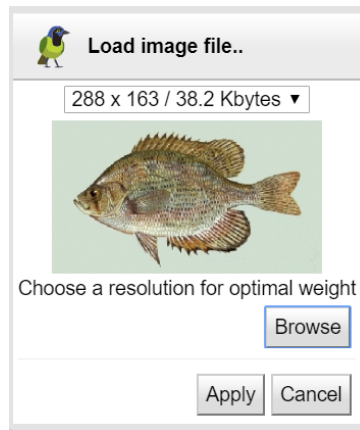 Load image file..
288 x 163 / 38.2 Kbytes ▼
Choose a resolution for optimal weight
Browse
Apply Cancel